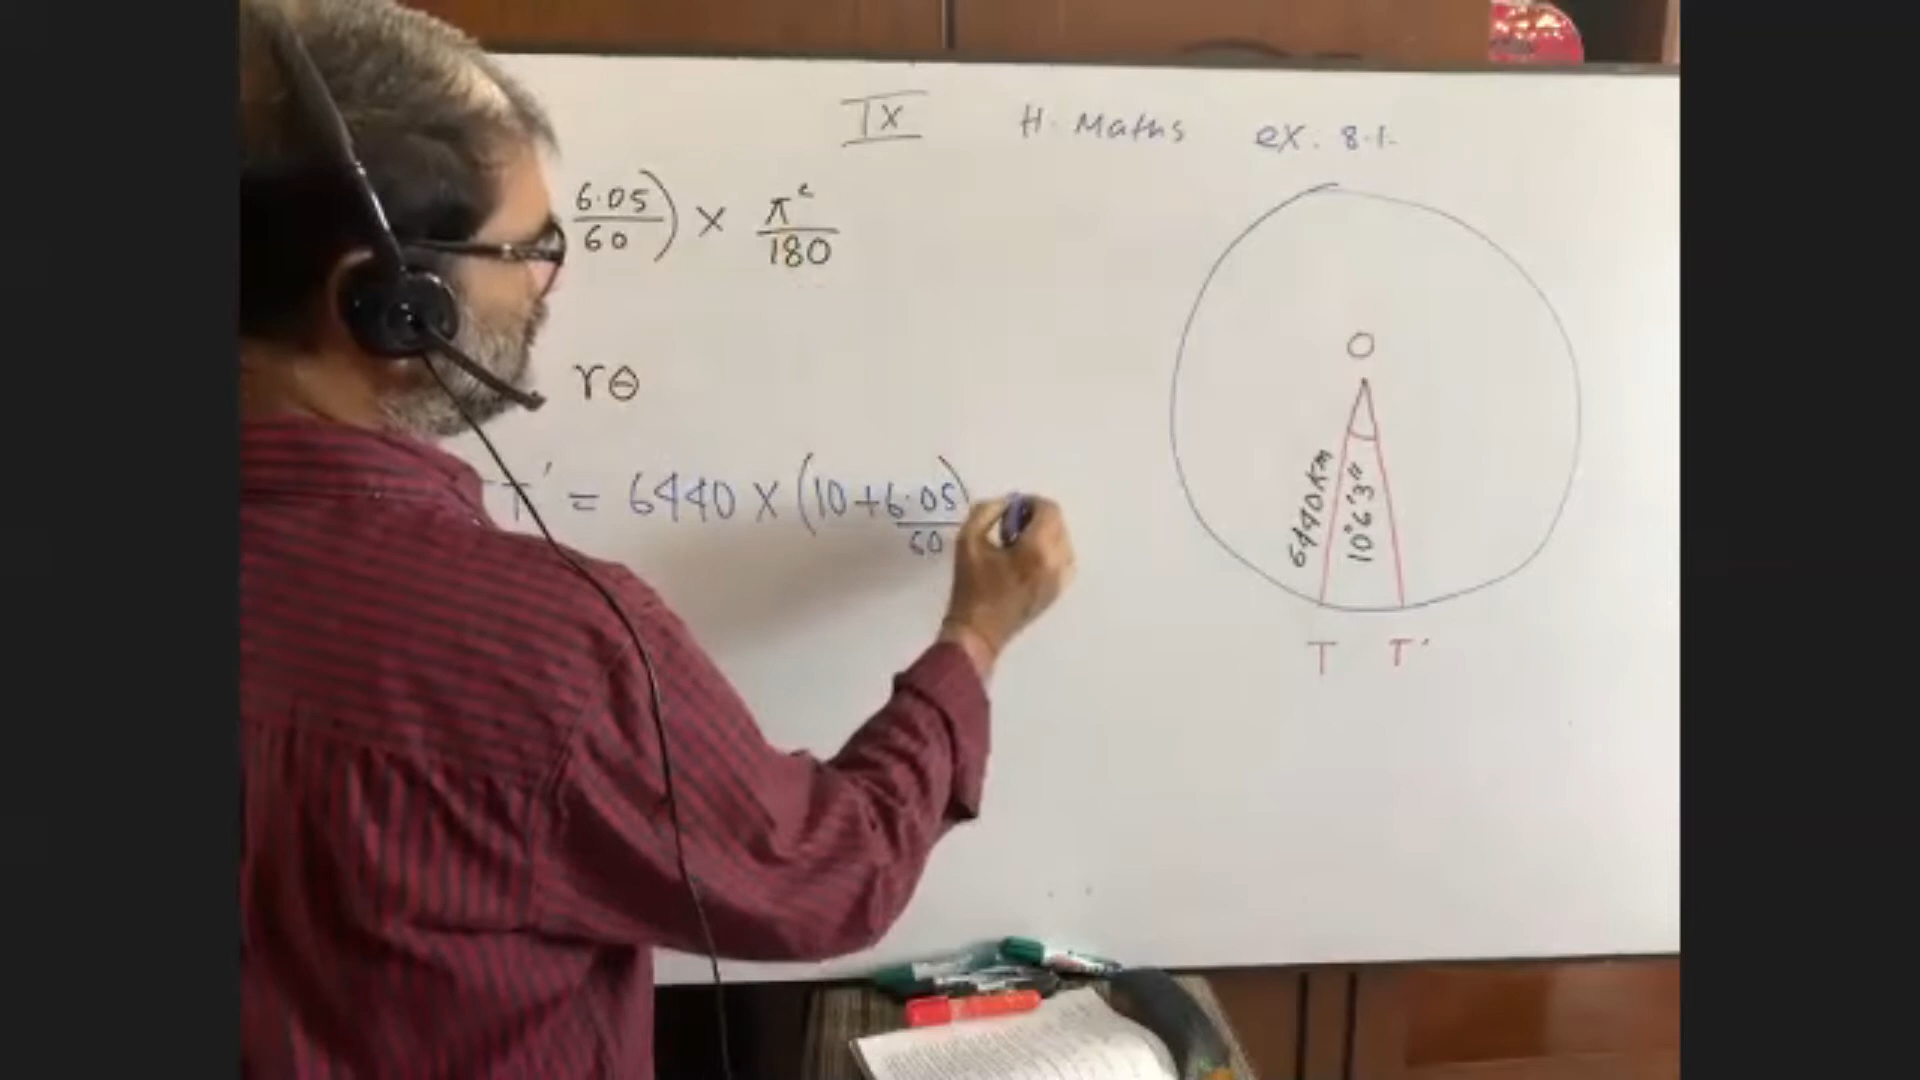 IX H. Maths ex. 8.1.
6.05/60) × π^c/180
rθ
T' = 6440 × (10 + 6.05/60)
O
6440 km
10°6'3"
T T'